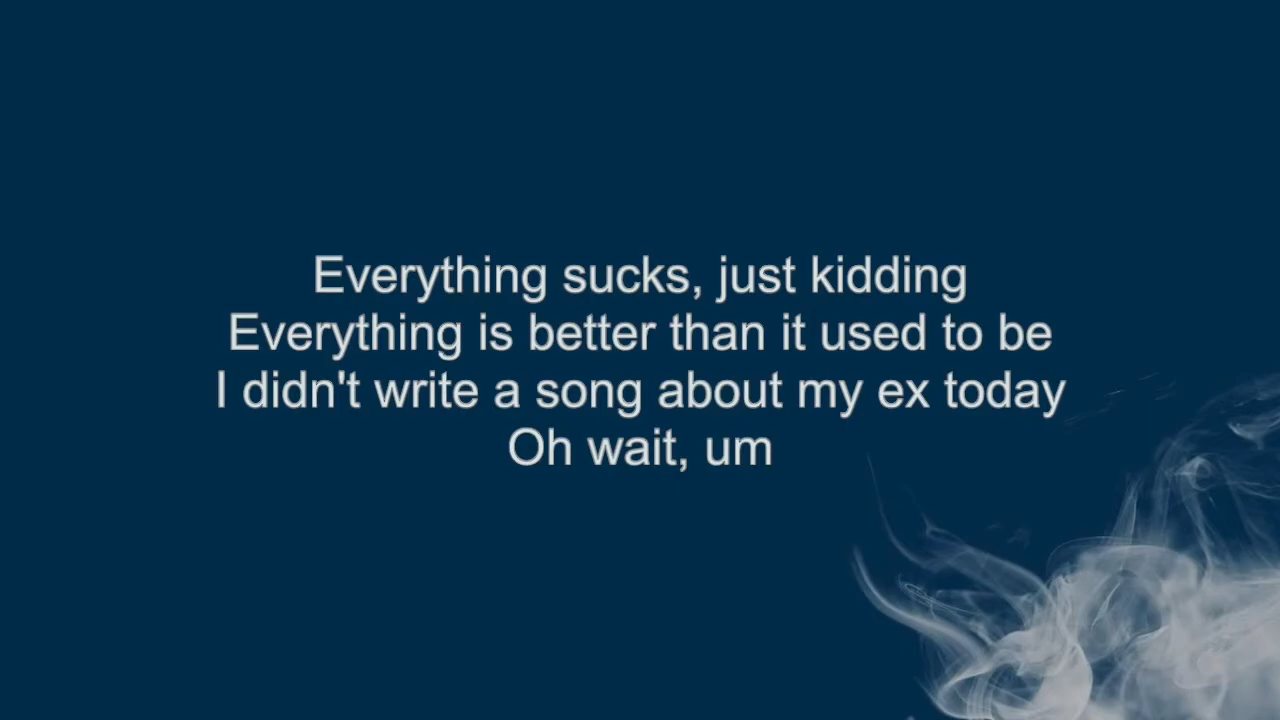 Everything sucks, just kidding
Everything is better than it used to be
I didn't write a song about my ex today
Oh wait, um